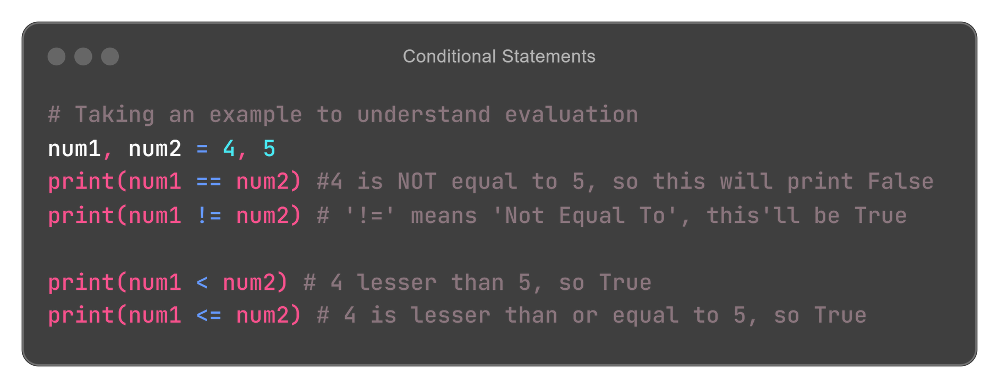 Conditional Statements
# Taking an example to understand evaluation
num1, num2 = 4, 5
print(num1 == num2) #4 is NOT equal to 5, so this will print False
print(num1 != num2) # '!=' means 'Not Equal To', this'll be True
print(num1 < num2) # 4 lesser than 5, so True
print(num1 <= num2) # 4 is lesser than or equal to 5, so True